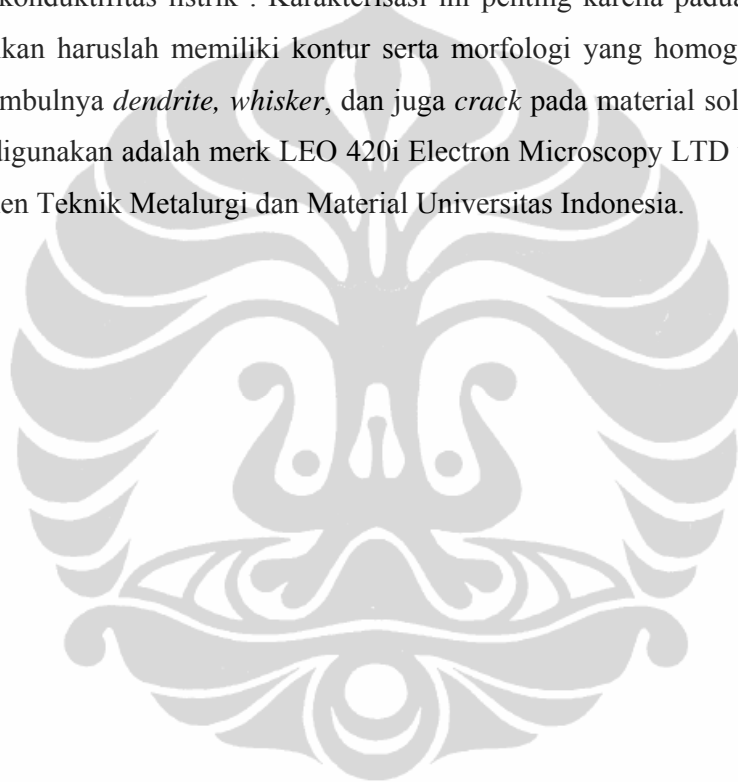 konduktifitas listrik . Karakterisasi ini penting karena padua
kan haruslah memiliki kontur serta morfologi yang homog
mbulnya dendrite, whisker, dan juga crack pada material sol
digunakan adalah merk LEO 420i Electron Microscopy LTD
en Teknik Metalurgi dan Material Universitas Indonesia.